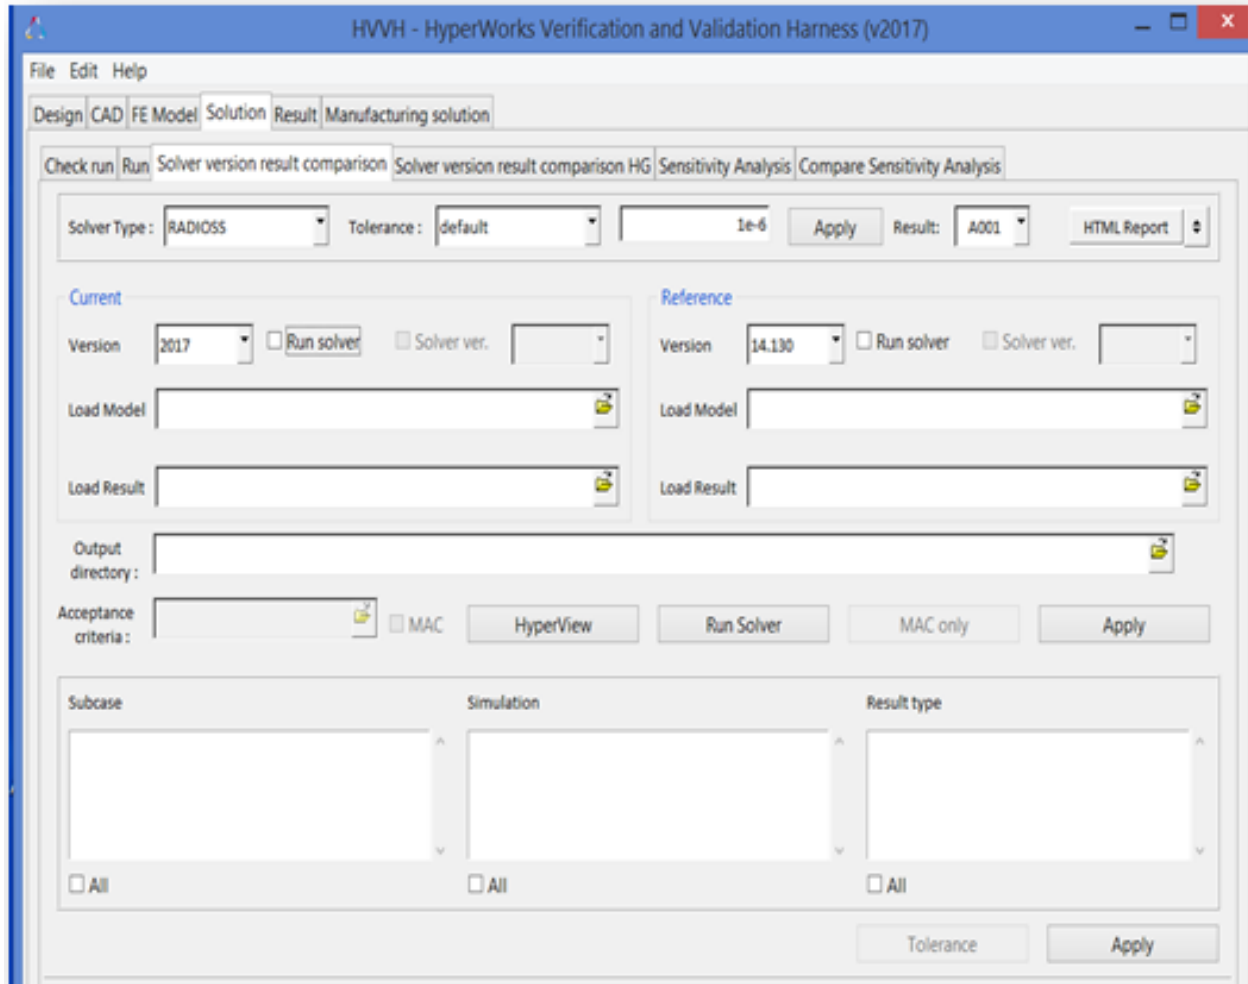 HVVH - HyperWorks Verification and Validation Harness (v2017)
File Edit Help
Design CAD FE Model Solution Result Manufacturing solution
Check run Run Solver version result comparison Solver version result comparison HG Sensitivity Analysis Compare Sensitivity Analysis
Solver Type : RADIOSS Tolerance : default 1e-6 Apply Result: A001 HTML Report
Current Reference
Version 2017 Run solver Solver ver. Version 14.130 Run solver Solver ver.
Load Model Load Model
Load Result Load Result
Output
directory :
Acceptance
criteria : MAC HyperView Run Solver MAC only Apply
Subcase Simulation Result type
All All All
Tolerance Apply